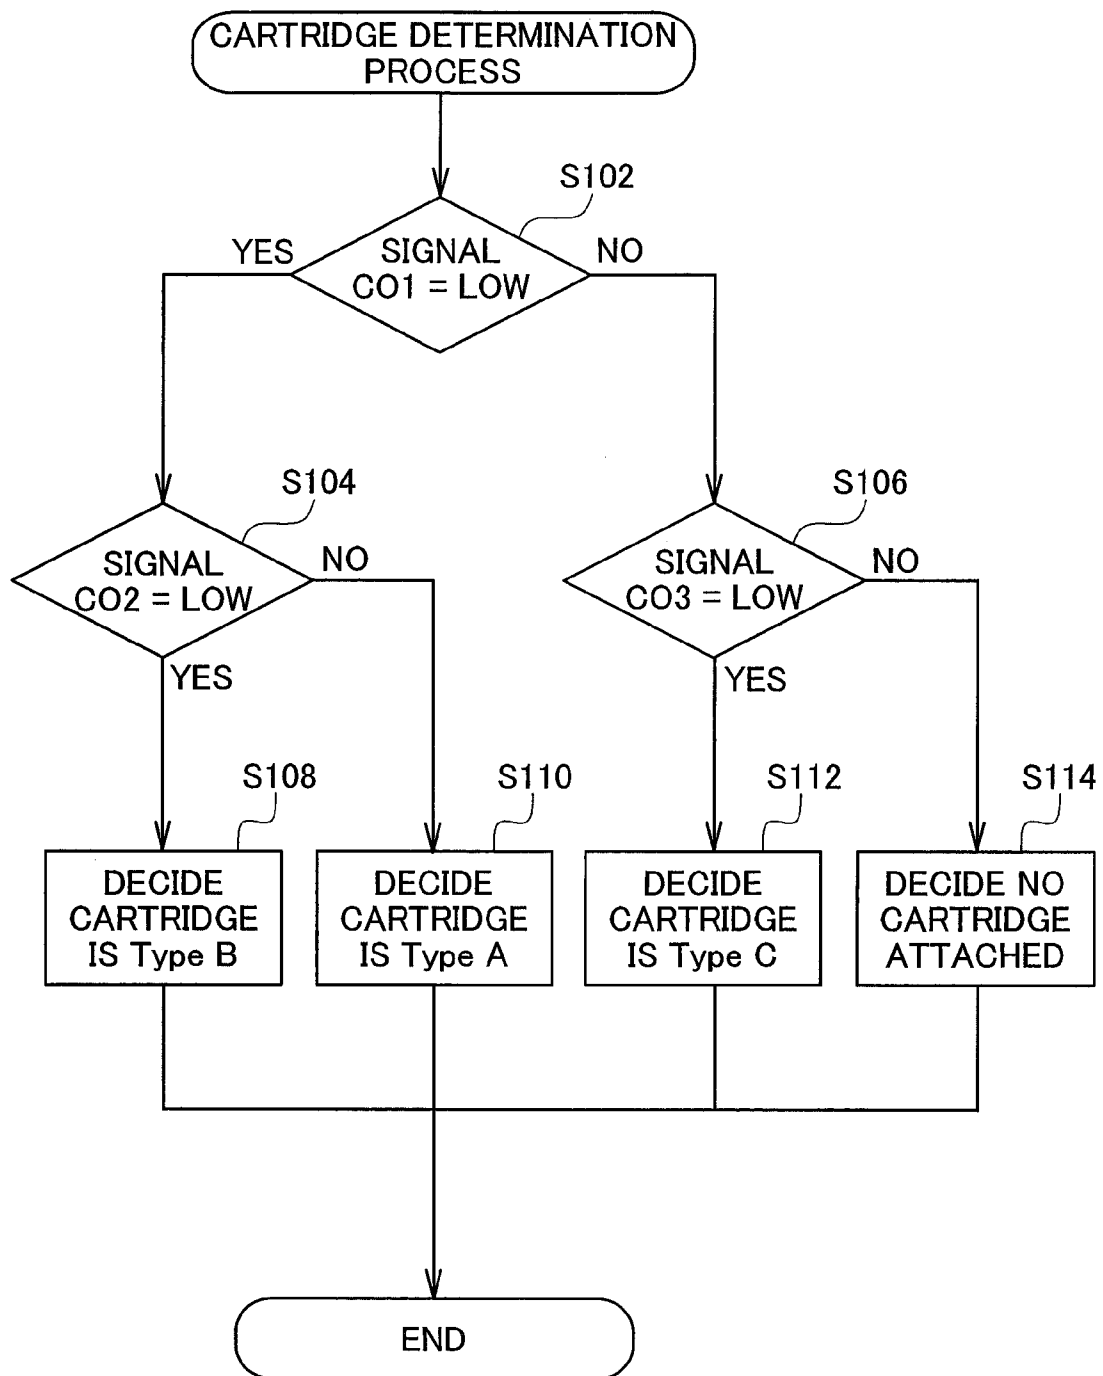 CARTRIDGE DETERMINATION
PROCESS
S102
YES
SIGNAL
CO1 = LOW
NO
S104
SIGNAL
CO2 = LOW
NO
YES
S106
SIGNAL
CO3 = LOW
NO
YES
S108
DECIDE
CARTRIDGE
IS Type B
S110
DECIDE
CARTRIDGE
IS Type A
S112
DECIDE
CARTRIDGE
IS Type C
S114
DECIDE NO
CARTRIDGE
ATTACHED
END